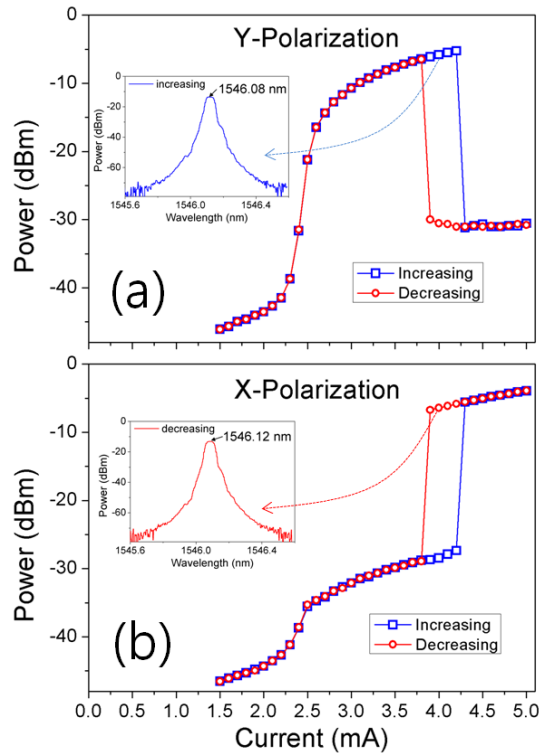 (a)
Y-Polarization
Power (dBm)
0
-10
-20
-30
-40
increasing
1546.08 nm
Power (dBm)
0
-20
-40
-60
1545.6
1546.0
1546.4
Wavelength (nm)
Increasing
Decreasing
(b)
X-Polarization
Power (dBm)
0
-10
-20
-30
-40
decreasing
1546.12 nm
Power (dBm)
0
-20
-40
-60
1545.6
1546.0
1546.4
Wavelength (nm)
Increasing
Decreasing
0.0 0.5 1.0 1.5 2.0 2.5 3.0 3.5 4.0 4.5 5.0
Current (mA)